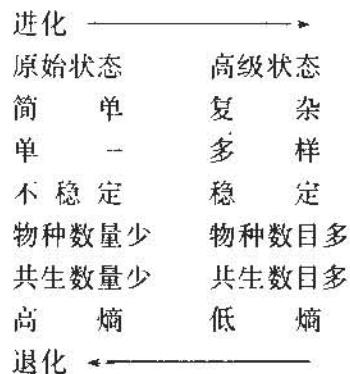 进化
原始状态 高级状态
简单 复杂
单一 多样
不稳定 稳定
物种数量少 物种数目多
共生数量少 共生数目多
高熵 低熵
退化